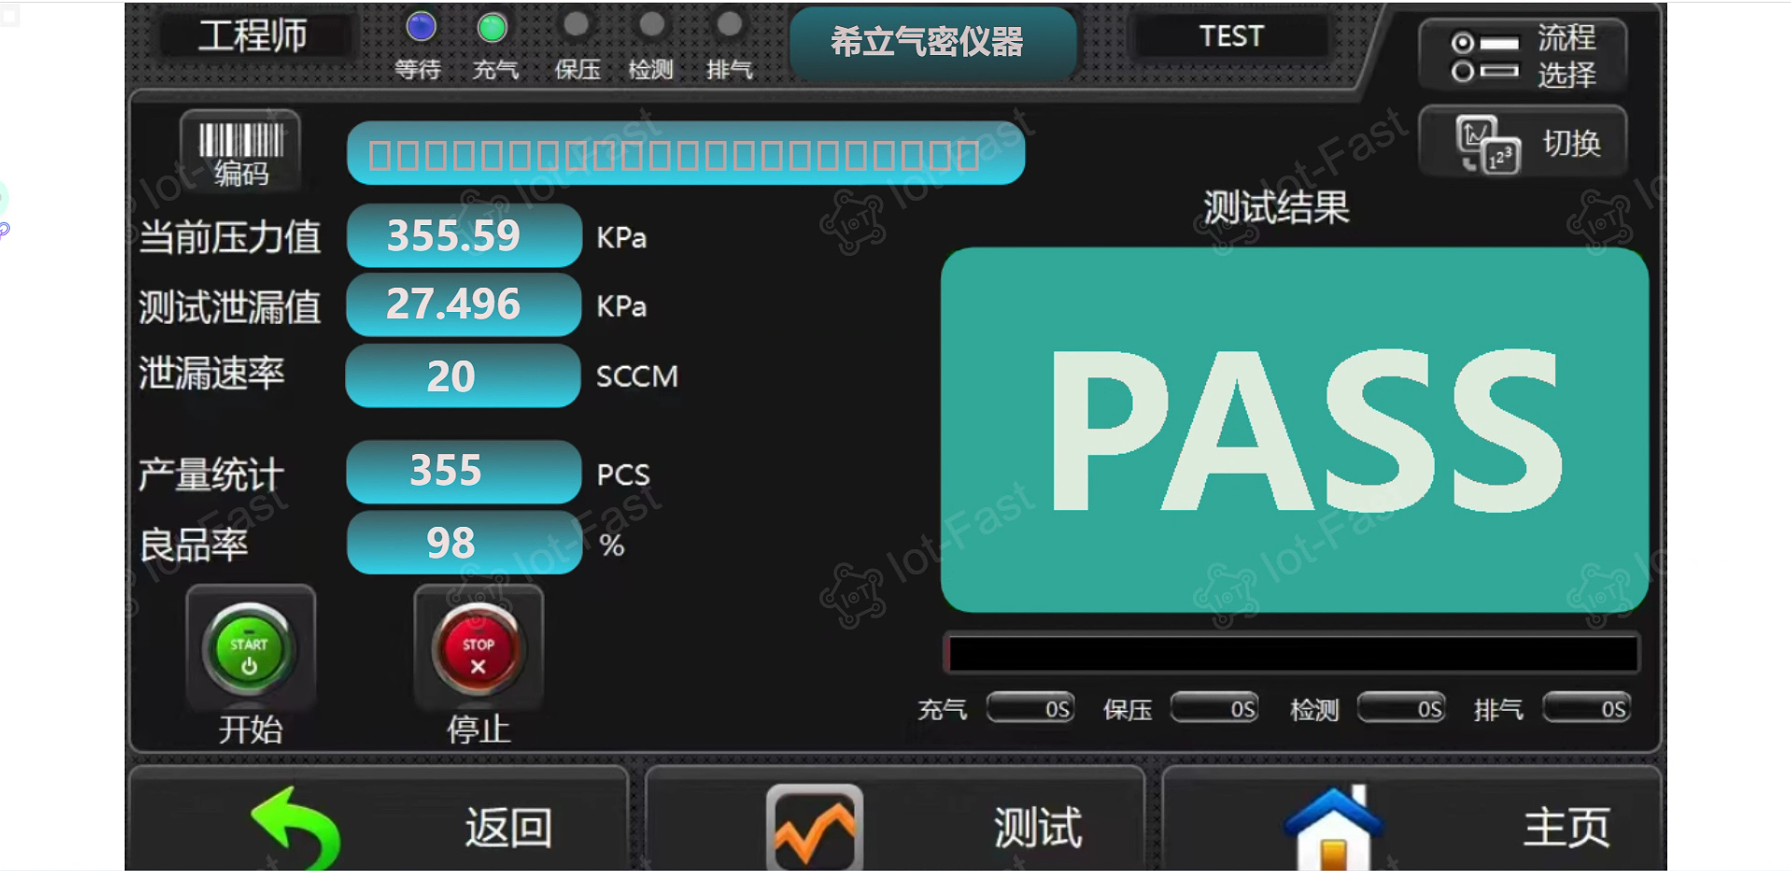 工程师
等待 充气 保压 检测 排气
希立气密仪器
TEST
流程
选择
编码
切换
测试结果
当前压力值 355.59 KPa
测试泄漏值 27.496 KPa
泄漏速率 20 SCCM
产量统计 355 PCS
良品率 98 %
PASS
START
开始
STOP
停止
充气 0S 保压 0S 检测 0S 排气 0S
返回
测试
主页
Iot-Fast